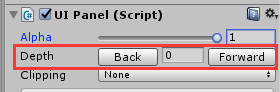 UI Panel (Script)
Alpha 1
Depth Back 0 Forward
Clipping None